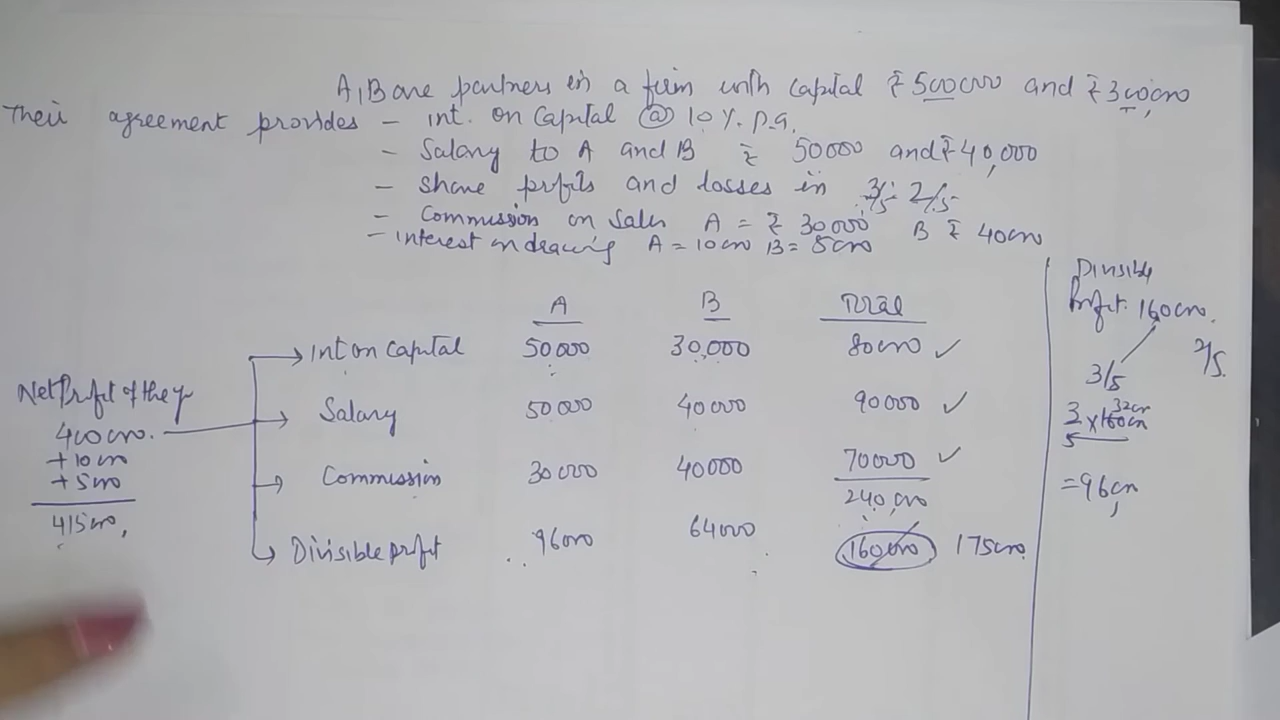 A, B are partners in a firm with capital ₹ 500000 and ₹ 300,000
Their agreement provides - int. on Capital @ 10 %. p.a.
- Salary to A and B ₹ 50000 and ₹ 40,000
- Share profits and losses in 3/5 2/5
- Commission on Sales A = ₹ 30000 B ₹ 40000
- interest on drawing A = 10000 B = 5000
A B Total
Int on Capital 50000 30,000 80000 ✓
Net Profit of the yr
400000.
+ 10000
+ 5000
415000,
Salary 50000 40000 90000 ✓
Commission 30000 40000 70000 ✓
240,000
Divisible profit 96000 64000 160000 175000.
Divisible
Profit. 160000.
3/5 2/5.
3/5 × 160000 32000
= 96000,